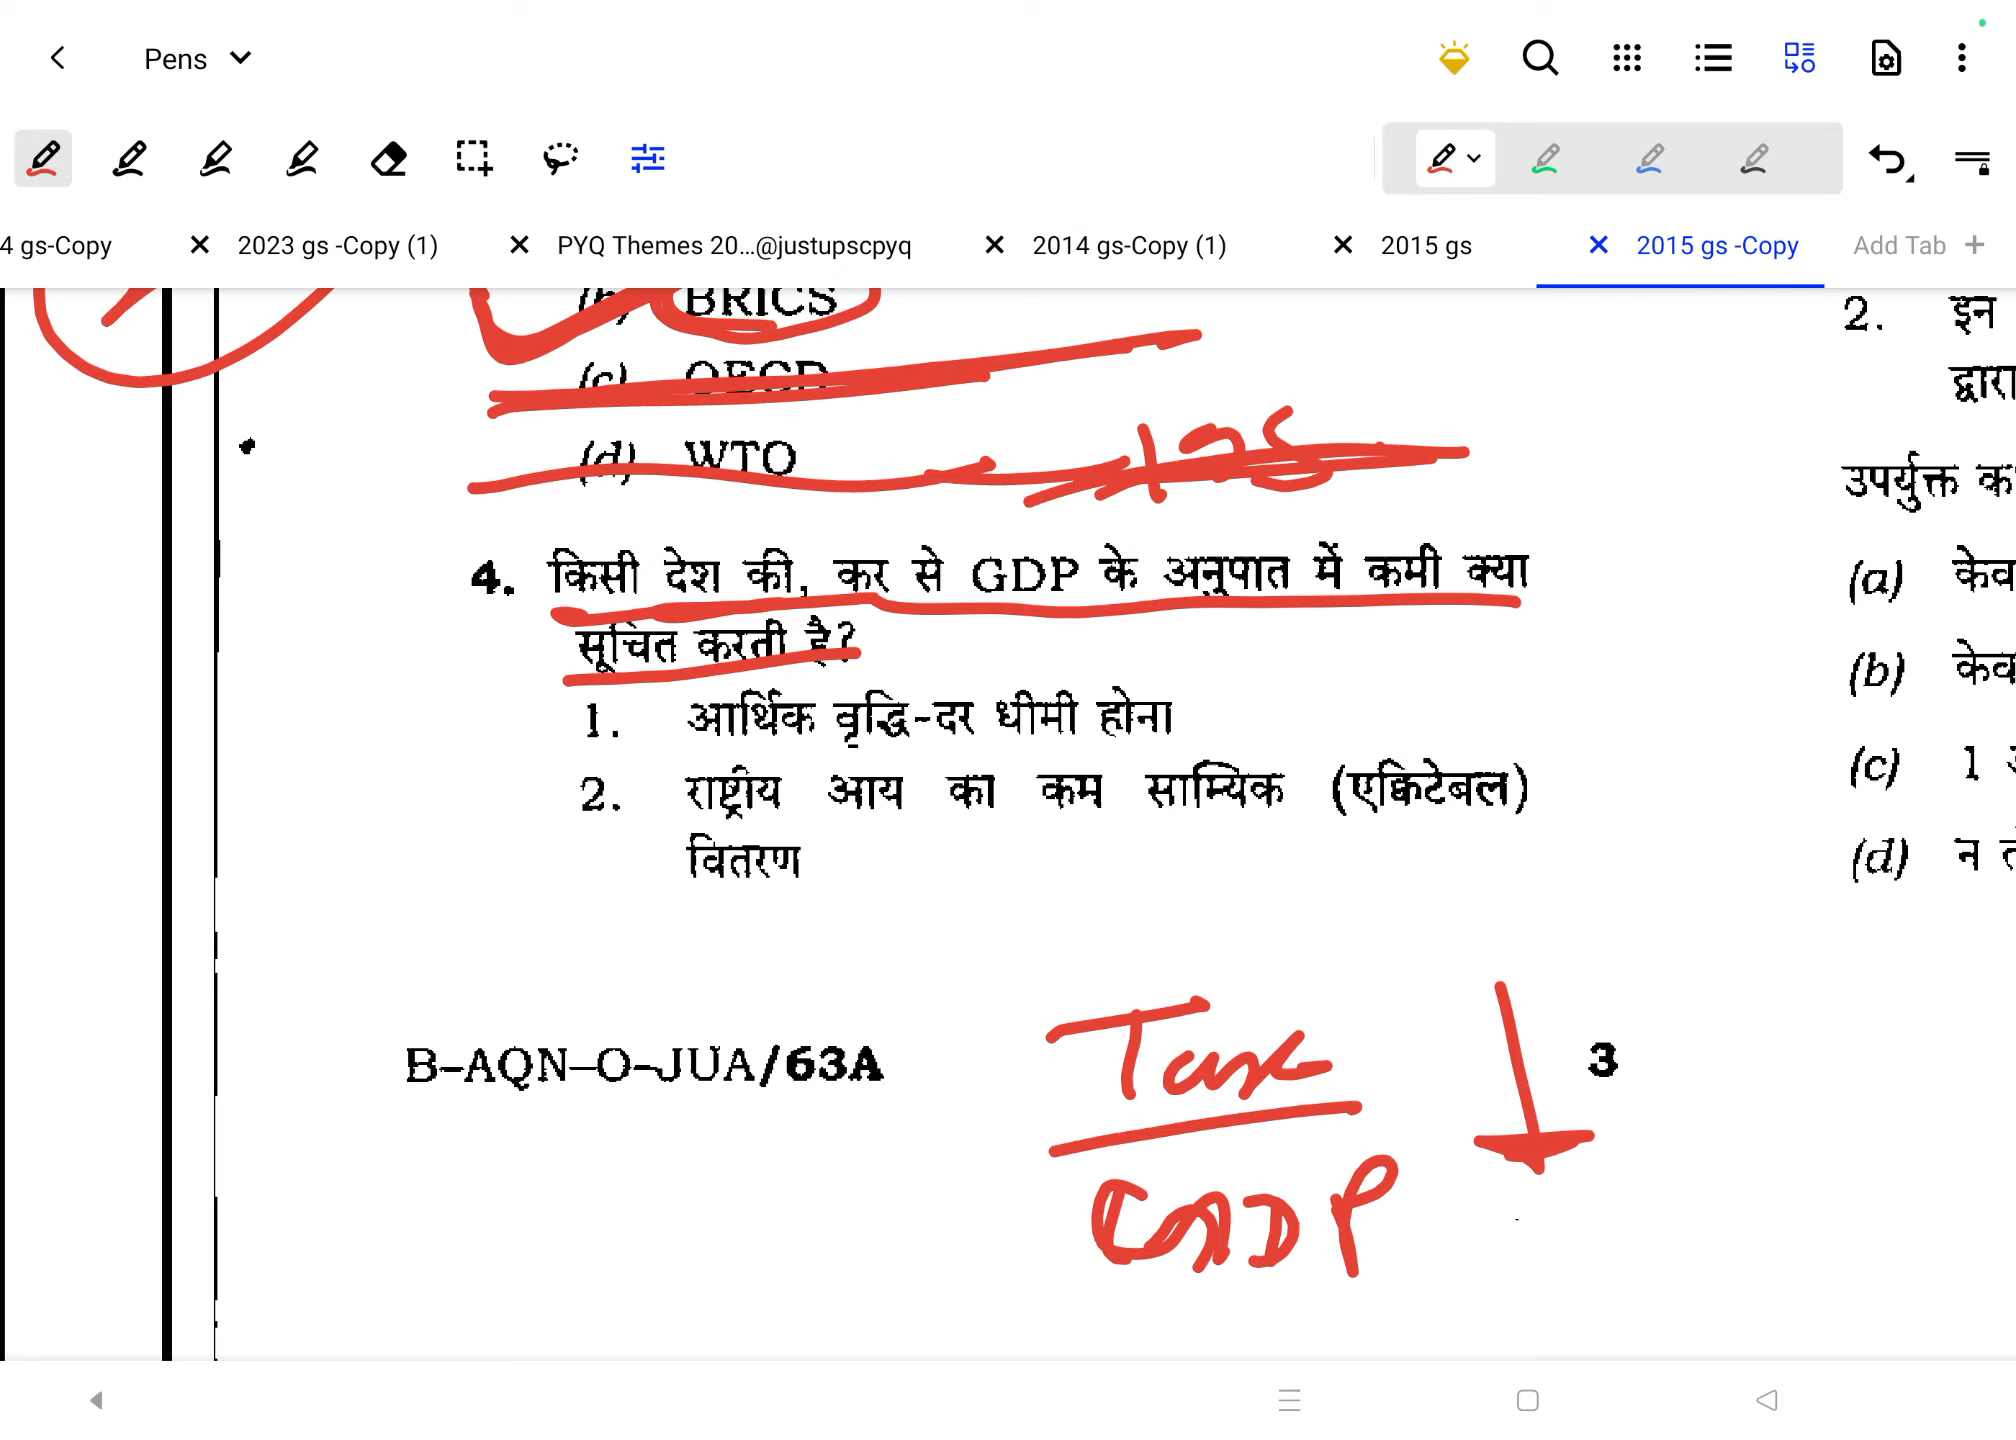 Pens
4 gs-Copy
2023 gs -Copy (1)
PYQ Themes 20...@justupscpyq
2014 gs-Copy (1)
2015 gs
2015 gs -Copy
Add Tab +
(b) BRICS
(c) OECD
(d) WTO
195
4. किसी देश की, कर से GDP के अनुपात में कमी क्या
सूचित करती है?
1. आर्थिक वृद्धि-दर धीमी होना
2. राष्ट्रीय आय का कम साम्यिक (एक्विटेबल)
वितरण
B–AQN–O–JUA/63A
Tax
GDP
3
2. इन
द्वारा
उपर्युक्त
(a)
(b)
(c) 1
(d) न